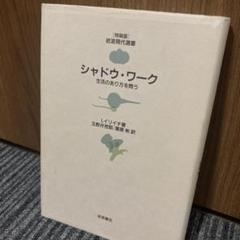 ［特装版］
岩波現代選書
シャドウ・ワーク
生活のあり方を問う
I.イリイチ著
玉野井芳郎／栗原 彬 訳
岩波書店